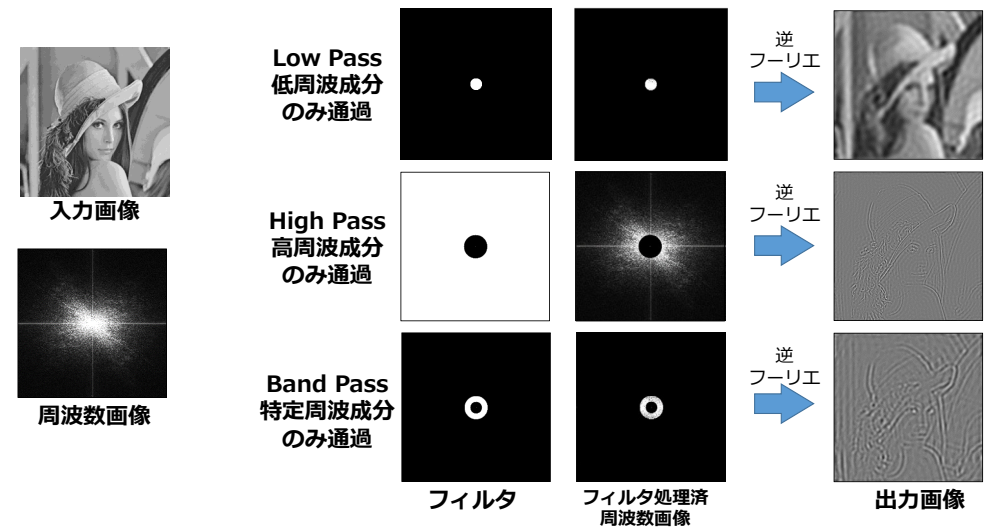 入力画像
周波数画像
Low Pass
低周波成分
のみ通過
逆
フーリエ
High Pass
高周波成分
のみ通過
逆
フーリエ
Band Pass
特定周波成分
のみ通過
逆
フーリエ
フィルタ
フィルタ処理済
周波数画像
出力画像